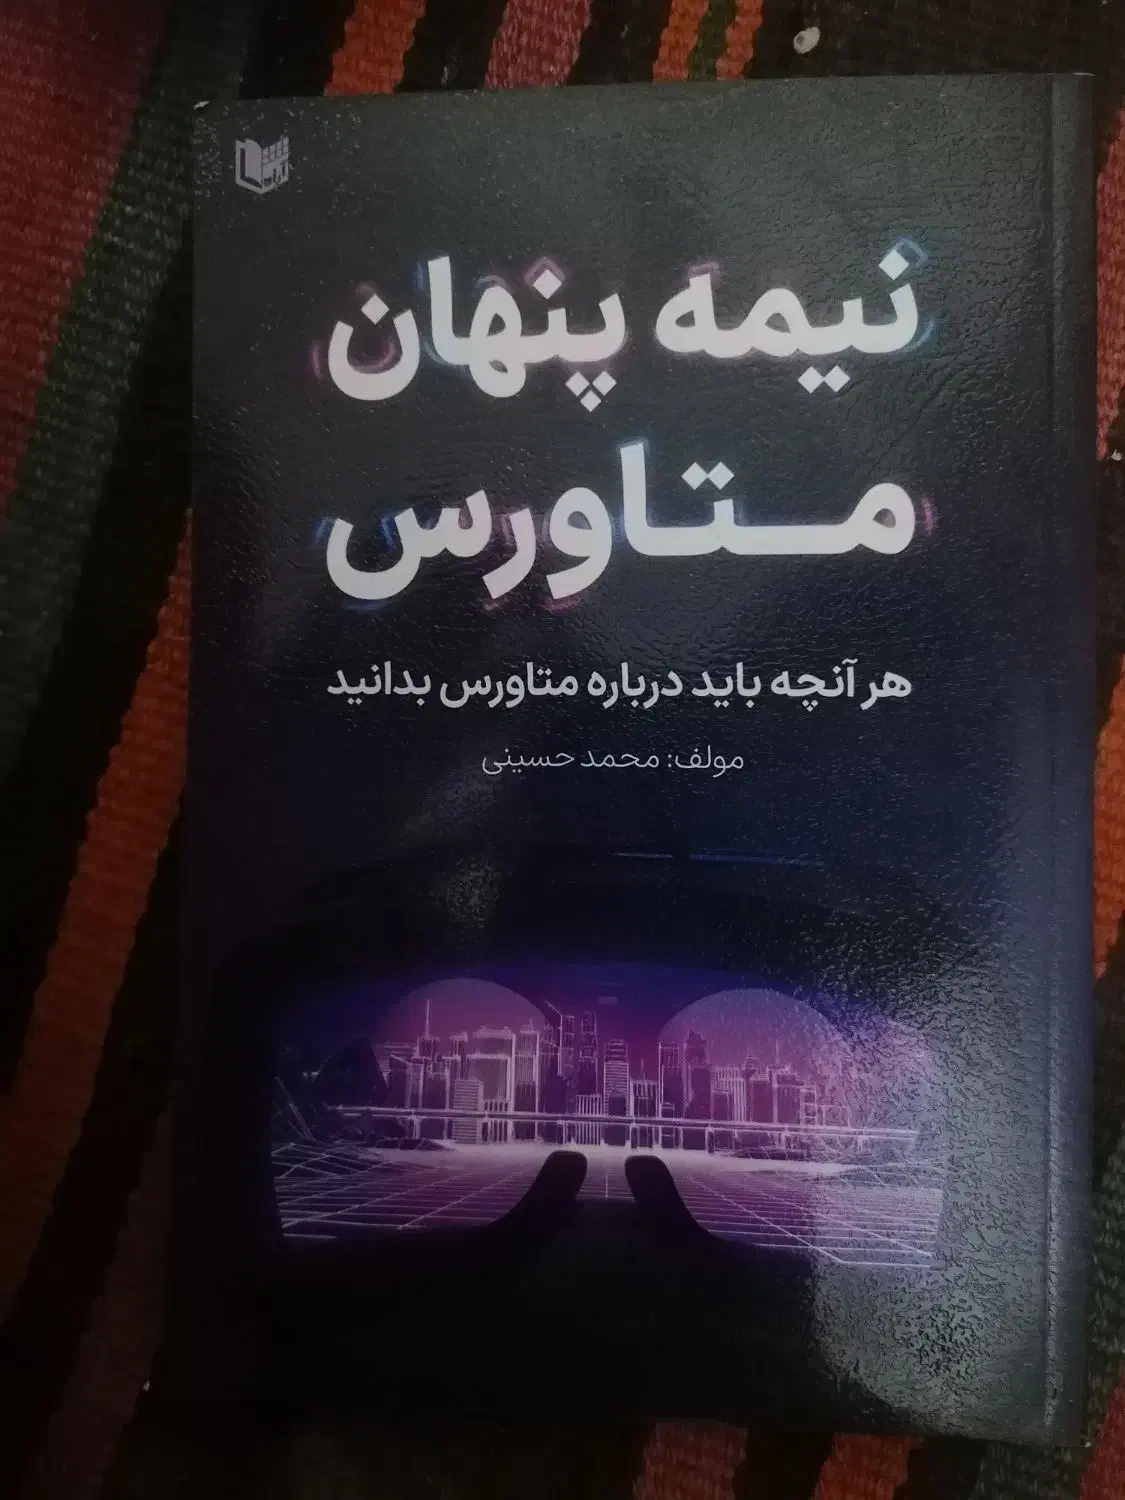 نیمه پنهان
متاورس
هر آنچه باید درباره متاورس بدانید
مولف: محمد حسینی